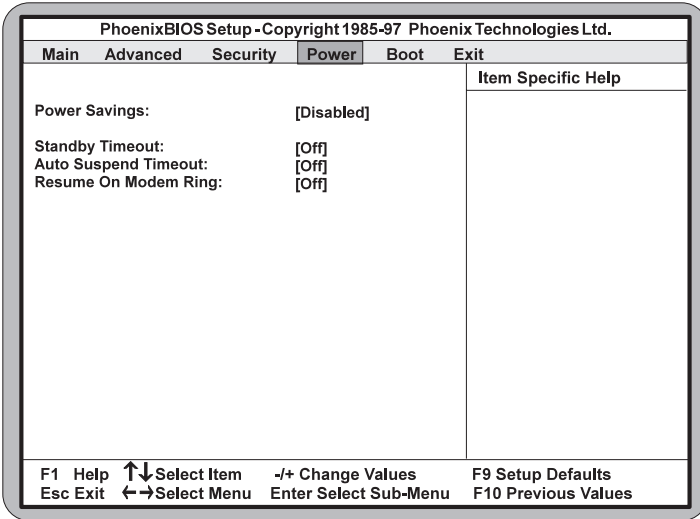 PhoenixBIOS Setup - Copyright 1985-97 Phoenix Technologies Ltd.
Main Advanced Security Power Boot Exit
Item Specific Help
Power Savings: [Disabled]
Standby Timeout: [Off]
Auto Suspend Timeout: [Off]
Resume On Modem Ring: [Off]
F1 Help ↑↓ Select Item -/+ Change Values F9 Setup Defaults
Esc Exit ←→ Select Menu Enter Select Sub-Menu F10 Previous Values